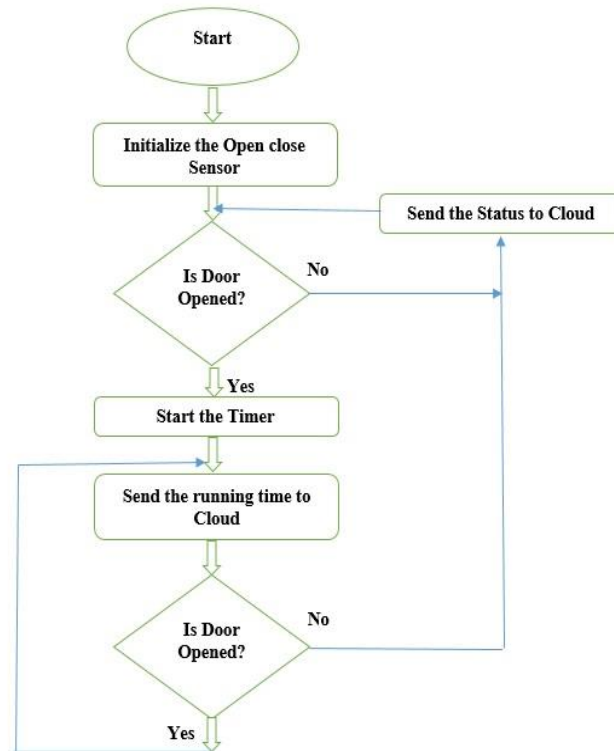 Start
Initialize the Open close
Sensor
Send the Status to Cloud
Is Door
Opened?
No
Yes
Start the Timer
Send the running time to
Cloud
Is Door
Opened?
No
Yes